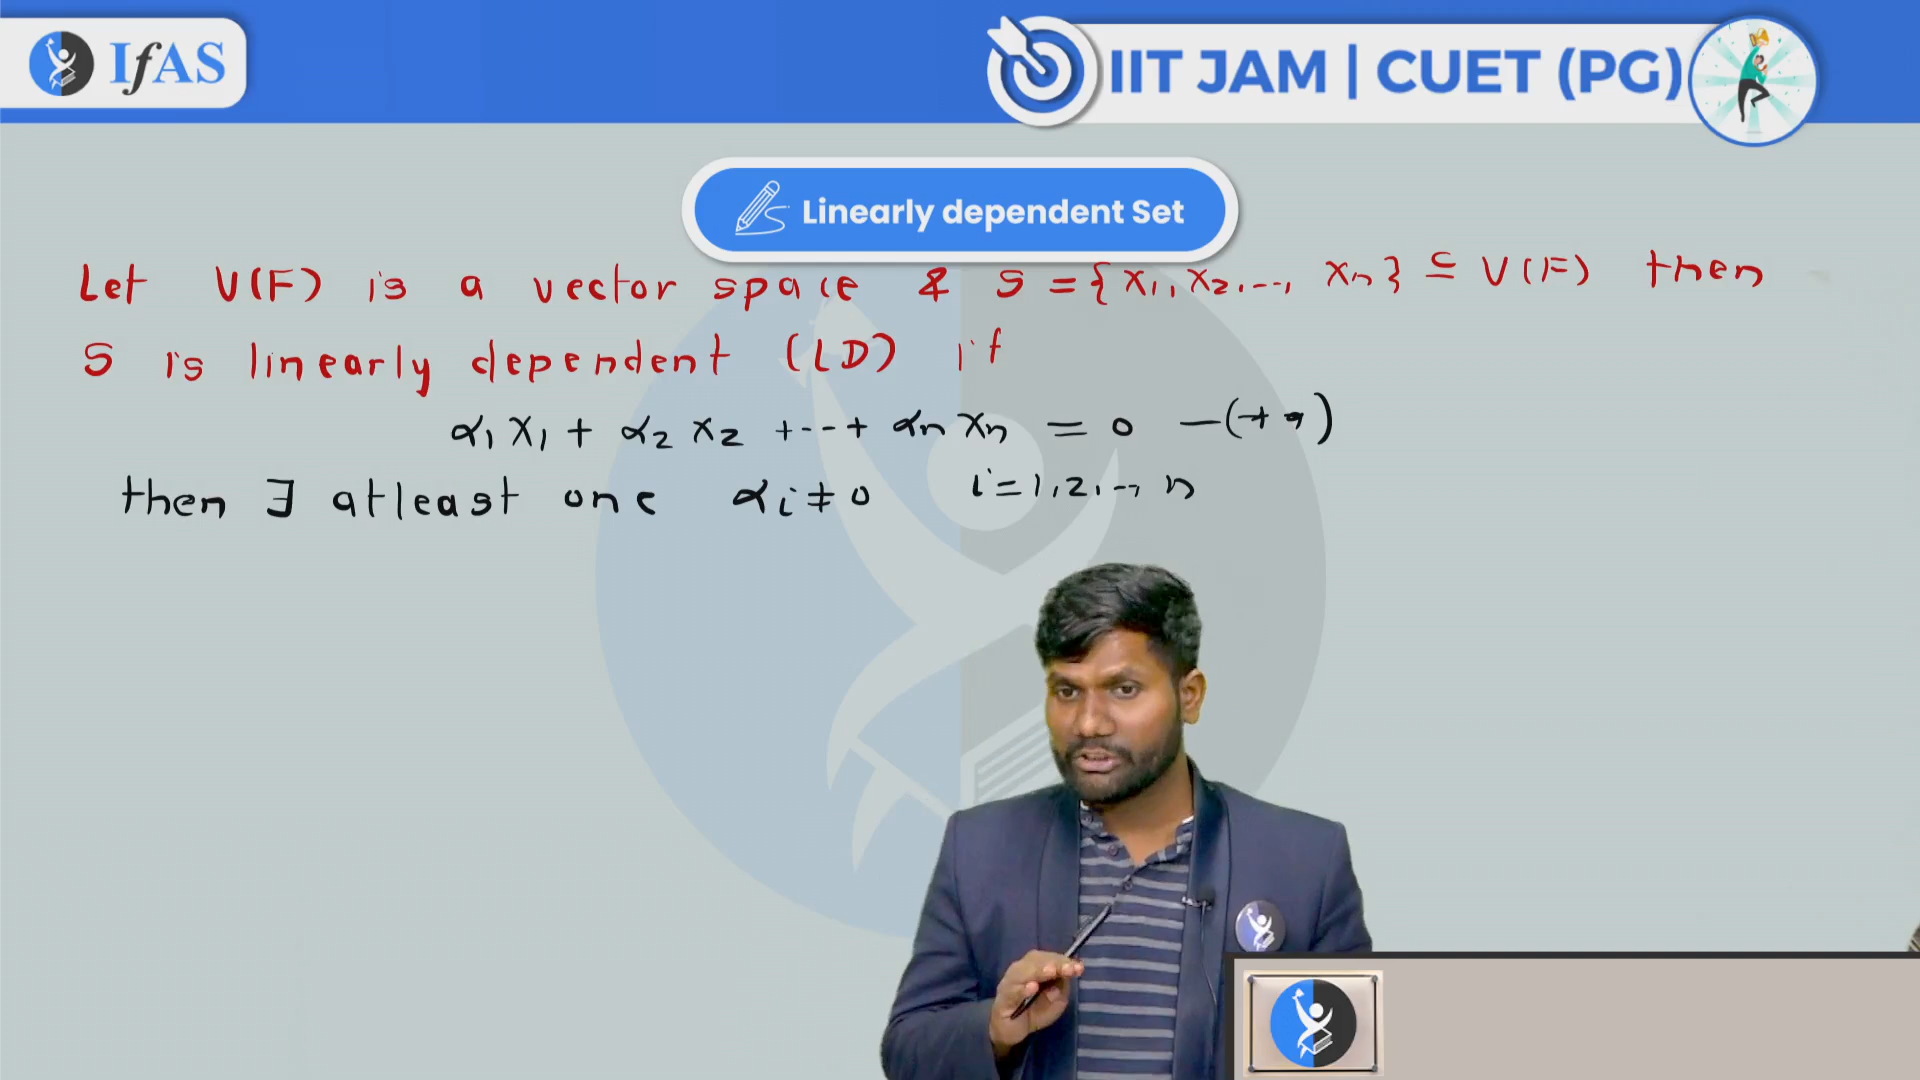 IfAS
IIT JAM | CUET (PG)
Linearly dependent Set
Let V(F) is a vector space & S = {x₁, x₂, .., xₙ} ⊆ V(F) then
S is linearly dependent (LD) if
α₁x₁ + α₂x₂ + --- + αₙxₙ = 0
then ∃ atleast one αᵢ ≠ 0 i = 1, 2, .., n